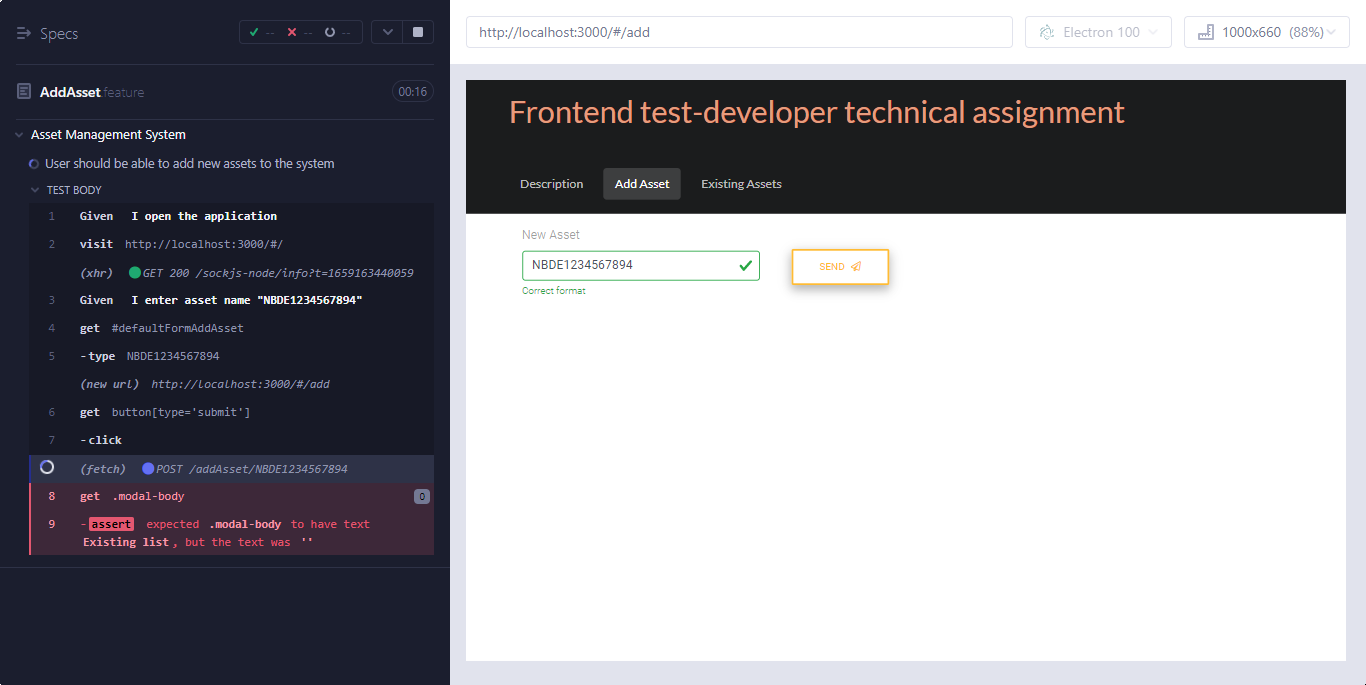 Specs
-- -- --
AddAsset feature 00:16
Asset Management System
User should be able to add new assets to the system
TEST BODY
1 Given I open the application
2 visit http://localhost:3000/#/
(xhr) GET 200 /sockjs-node/info?t=1659163440059
3 Given I enter asset name "NBDE1234567894"
4 get #defaultFormAddAsset
5 -type NBDE1234567894
(new url) http://localhost:3000/#/add
6 get button[type='submit']
7 -click
(fetch) POST /addAsset/NBDE1234567894
8 get .modal-body 0
9 -assert expected .modal-body to have text
Existing list, but the text was ''
http://localhost:3000/#/add
Electron 100
1000x660 (88%)
Frontend test-developer technical assignment
Description Add Asset Existing Assets
New Asset
NBDE1234567894
SEND
Correct format